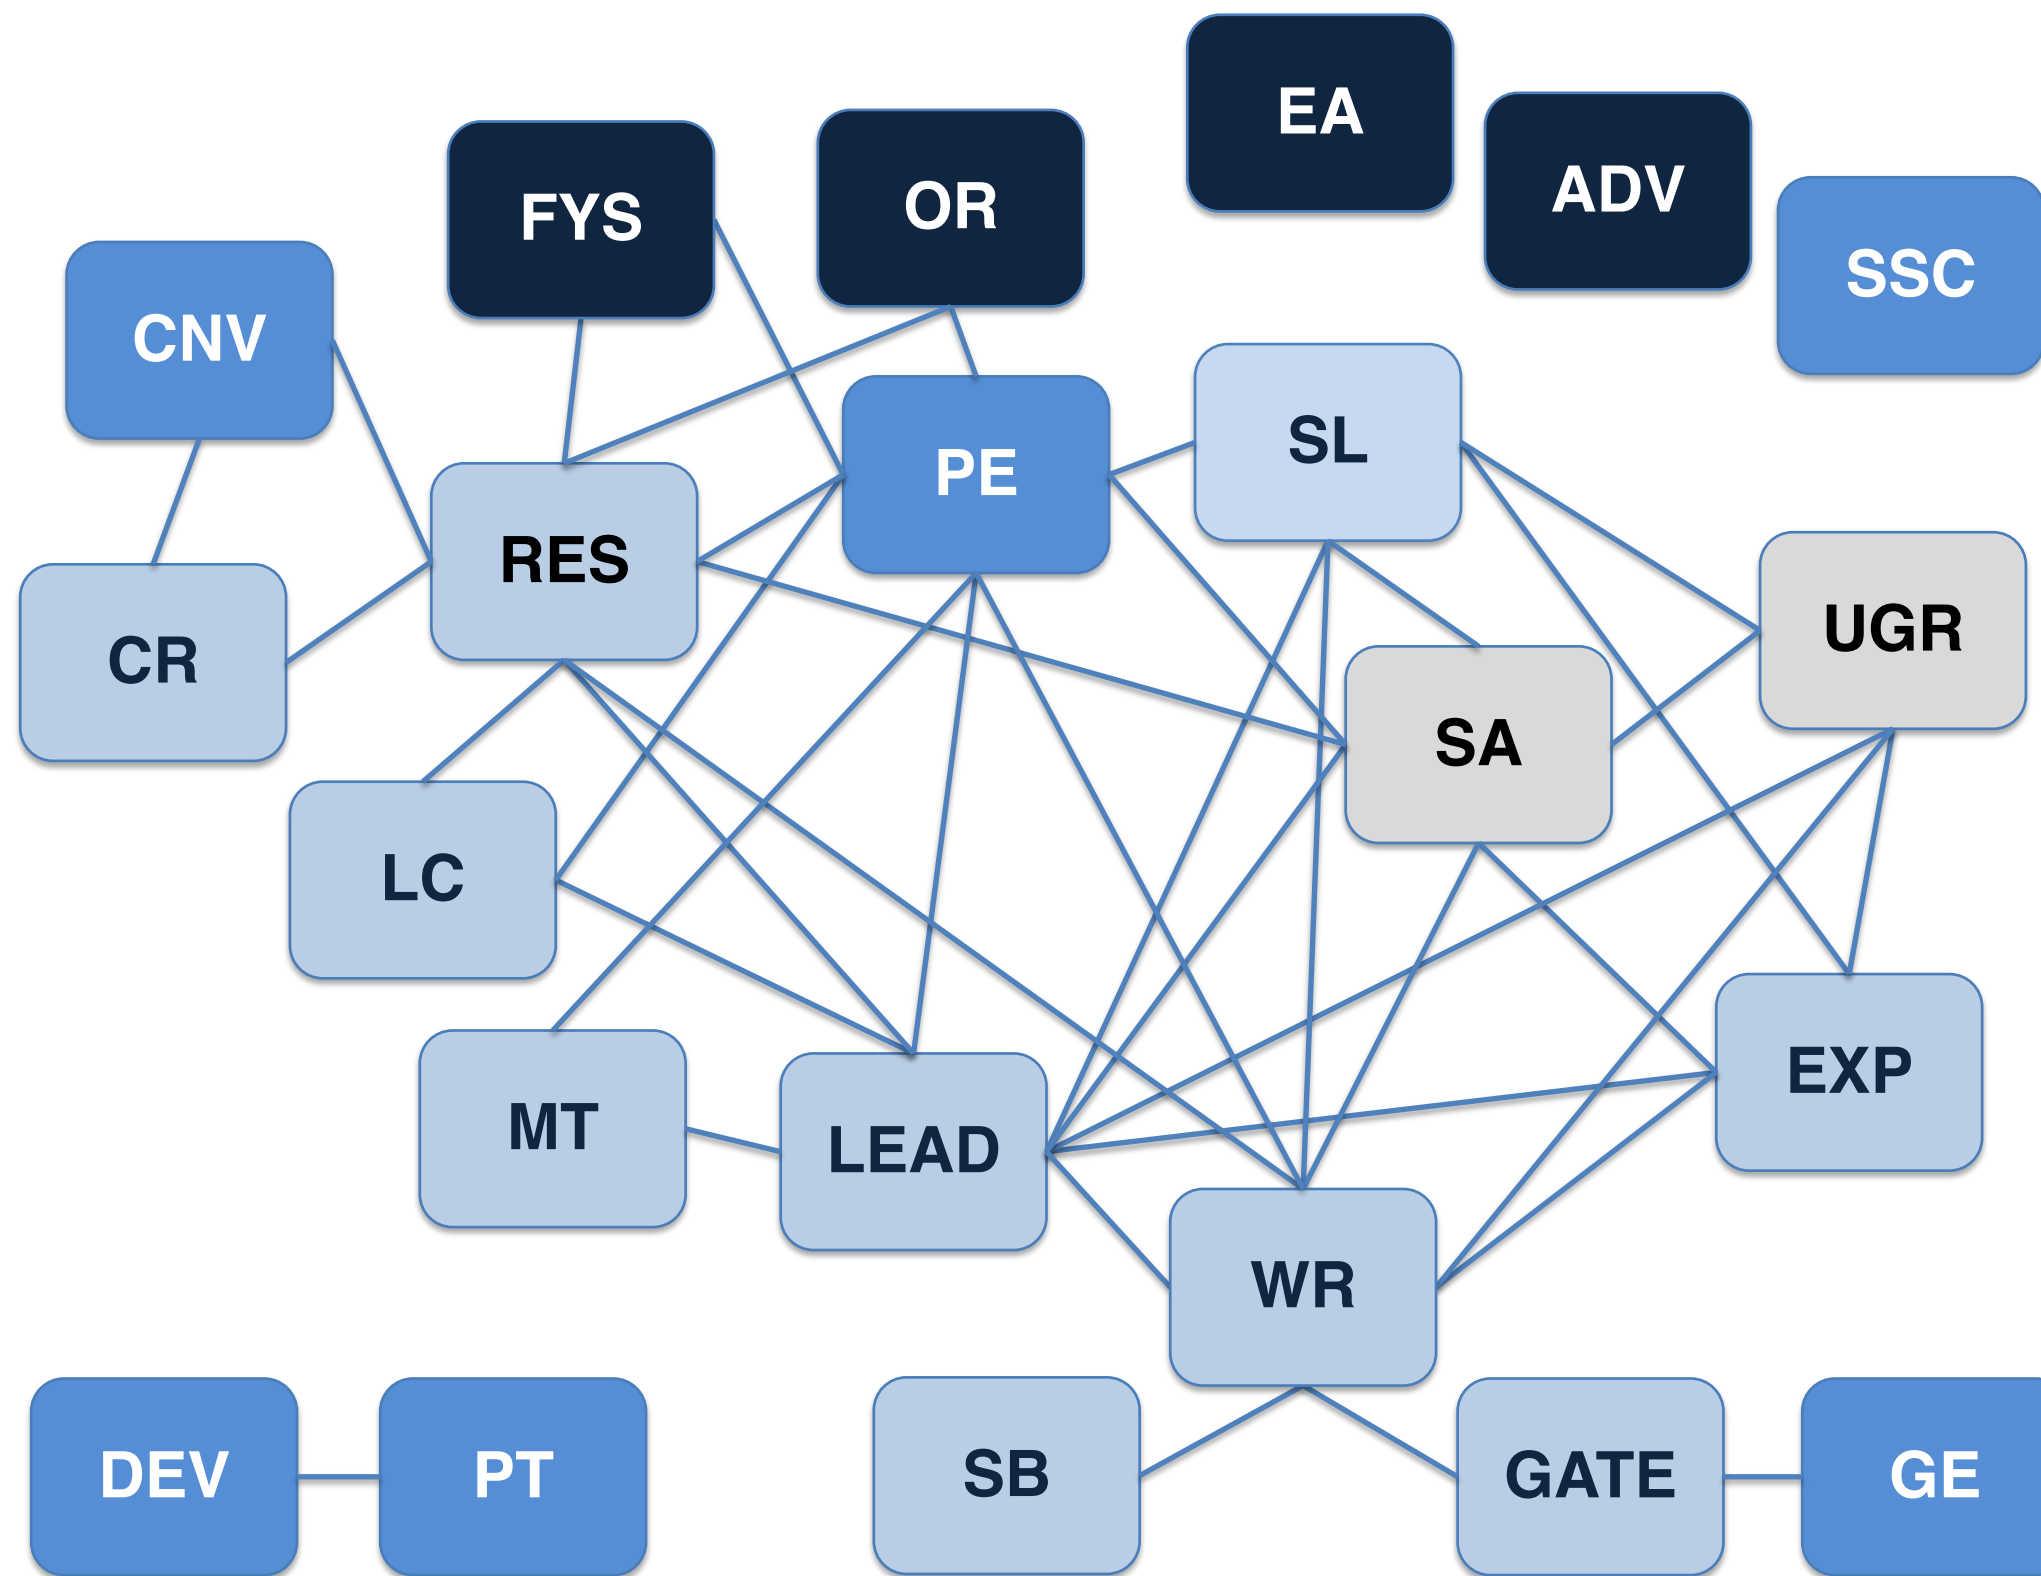 EA
ADV
FYS
OR
SSC
CNV
SL
PE
RES
UGR
CR
SA
LC
EXP
MT
LEAD
WR
DEV
PT
SB
GATE
GE